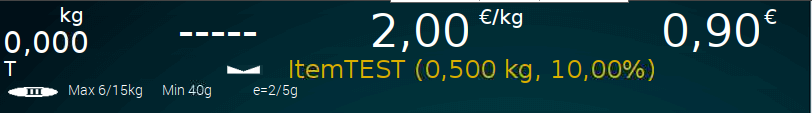 kg
0,000
T
-----
2,00 €/kg
0,90 €
ItemTEST (0,500 kg, 10,00%)
III
Max 6/15kg Min 40g e=2/5g